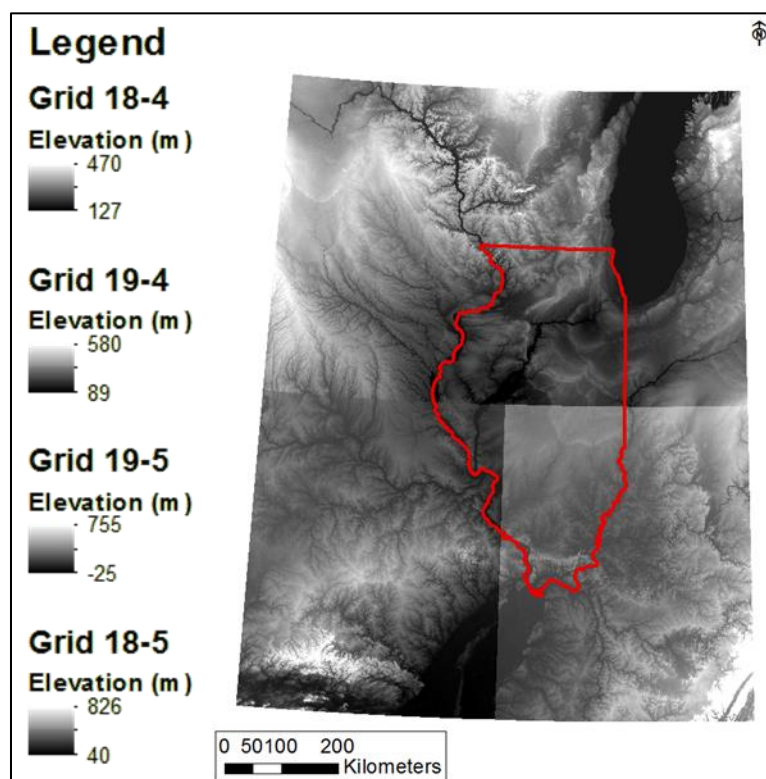 Legend
Grid 18-4
Elevation (m)
470
127
Grid 19-4
Elevation (m)
580
89
Grid 19-5
Elevation (m)
755
-25
Grid 18-5
Elevation (m)
826
40
N
0 50100 200
Kilometers